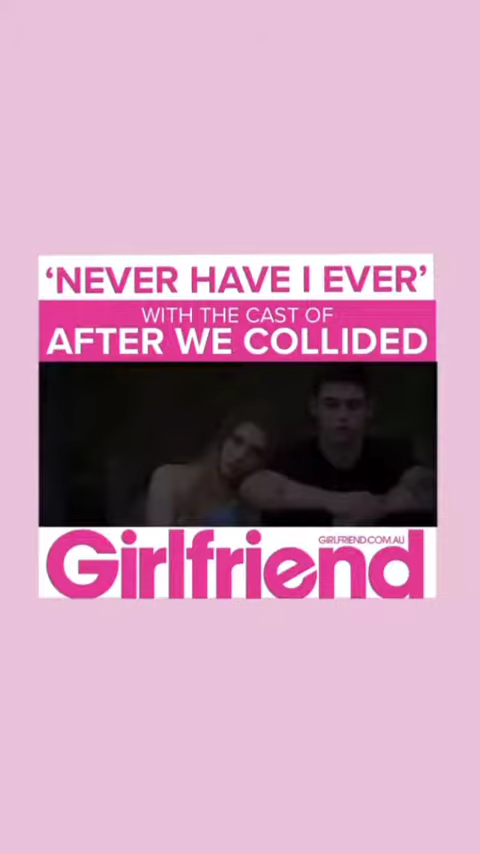 ‘NEVER HAVE I EVER’
WITH THE CAST OF
AFTER WE COLLIDED
GIRLFRIEND.COM.AU
Girlfriend